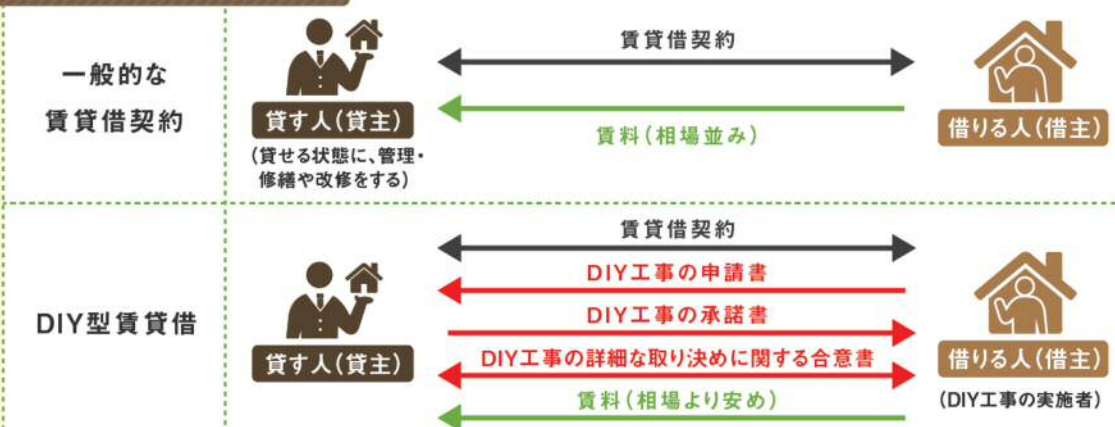 一般的な
賃貸借契約
貸す人(貸主)
(貸せる状態に、管理・
修繕や改修をする)
賃貸借契約
賃料(相場並み)
借りる人(借主)
DIY型賃貸借
貸す人(貸主)
賃貸借契約
DIY工事の申請書
DIY工事の承諾書
DIY工事の詳細な取り決めに関する合意書
賃料(相場より安め)
借りる人(借主)
(DIY工事の実施者)